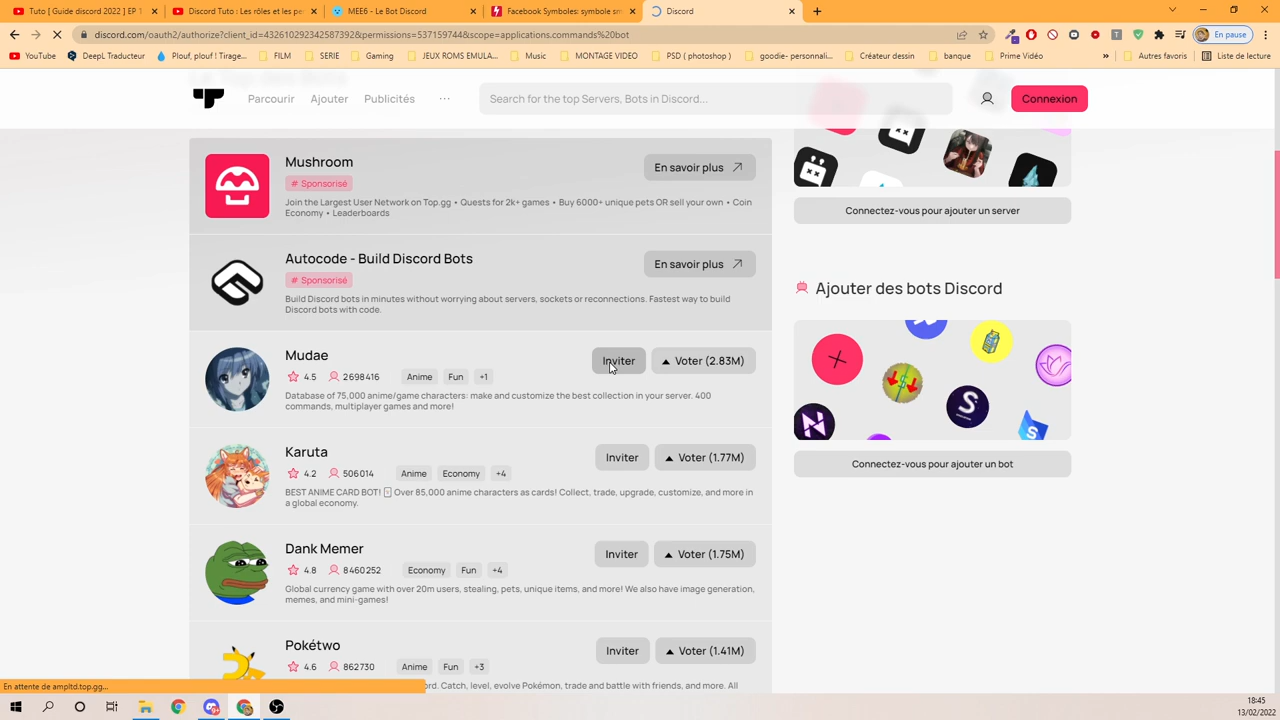 Tuto [ Guide discord 2022 ] EP 1
Discord Tuto : Les rôles et les pe
MEE6 - Le Bot Discord
Facebook Symboles: symbole sm
Discord
discord.com/oauth2/authorize?client_id=432610292342587392&permissions=537159744&scope=applications.commands%20bot
En pause
YouTube
DeepL Traducteur
Plouf, plouf ! Tirage...
FILM
SERIE
Gaming
JEUX ROMS EMULA...
Music
MONTAGE VIDEO
PSD ( photoshop )
goodie- personnali...
Créateur dessin
banque
Prime Vidéo
»
Autres favoris
Liste de lecture
Parcourir
Ajouter
Publicités
...
Search for the top Servers, Bots in Discord...
Connexion
Mushroom
# Sponsorisé
En savoir plus
Join the Largest User Network on Top.gg • Quests for 2k+ games • Buy 6000+ unique pets OR sell your own • Coin
Economy • Leaderboards
Autocode - Build Discord Bots
# Sponsorisé
En savoir plus
Build Discord bots in minutes without worrying about servers, sockets or reconnections. Fastest way to build
Discord bots with code.
Mudae
4.5 2 698 416 Anime Fun +1
Inviter
Voter (2.83M)
Database of 75,000 anime/game characters: make and customize the best collection in your server. 400
commands, multiplayer games and more!
Karuta
4.2 506 014 Anime Economy +4
Inviter
Voter (1.77M)
BEST ANIME CARD BOT! Over 85,000 anime characters as cards! Collect, trade, upgrade, customize, and more in
a global economy.
Dank Memer
4.8 8 460 252 Economy Fun +4
Inviter
Voter (1.75M)
Global currency game with over 20m users, stealing, pets, unique items, and more! We also have image generation,
memes, and mini-games!
Pokétwo
4.6 862 730 Anime Fun +3
Inviter
Voter (1.41M)
ord. Catch, level, evolve Pokémon, trade and battle with friends, and more. All
Connectez-vous pour ajouter un server
Ajouter des bots Discord
Connectez-vous pour ajouter un bot
En attente de ampltd.top.gg...
18:45
13/02/2022